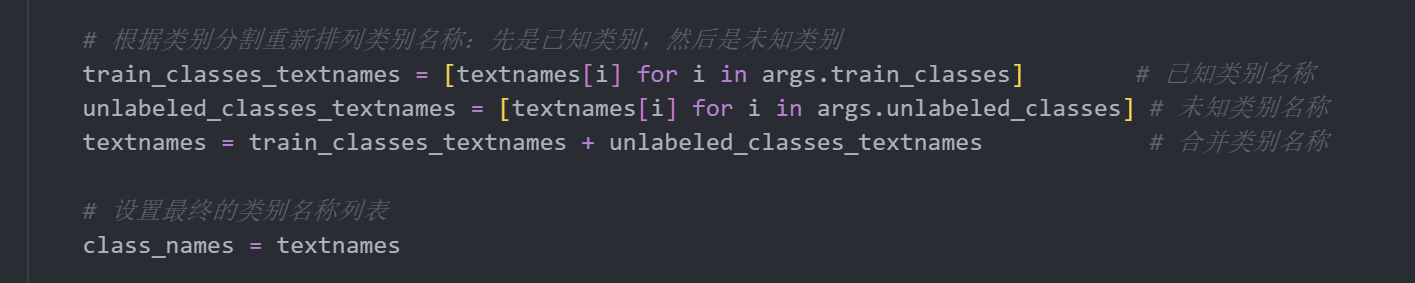 # 根据类别分割重新排列类别名称：先是已知类别，然后是未知类别
train_classes_textnames = [textnames[i] for i in args.train_classes] # 已知类别名称
unlabeled_classes_textnames = [textnames[i] for i in args.unlabeled_classes] # 未知类别名称
textnames = train_classes_textnames + unlabeled_classes_textnames # 合并类别名称
# 设置最终的类别名称列表
class_names = textnames